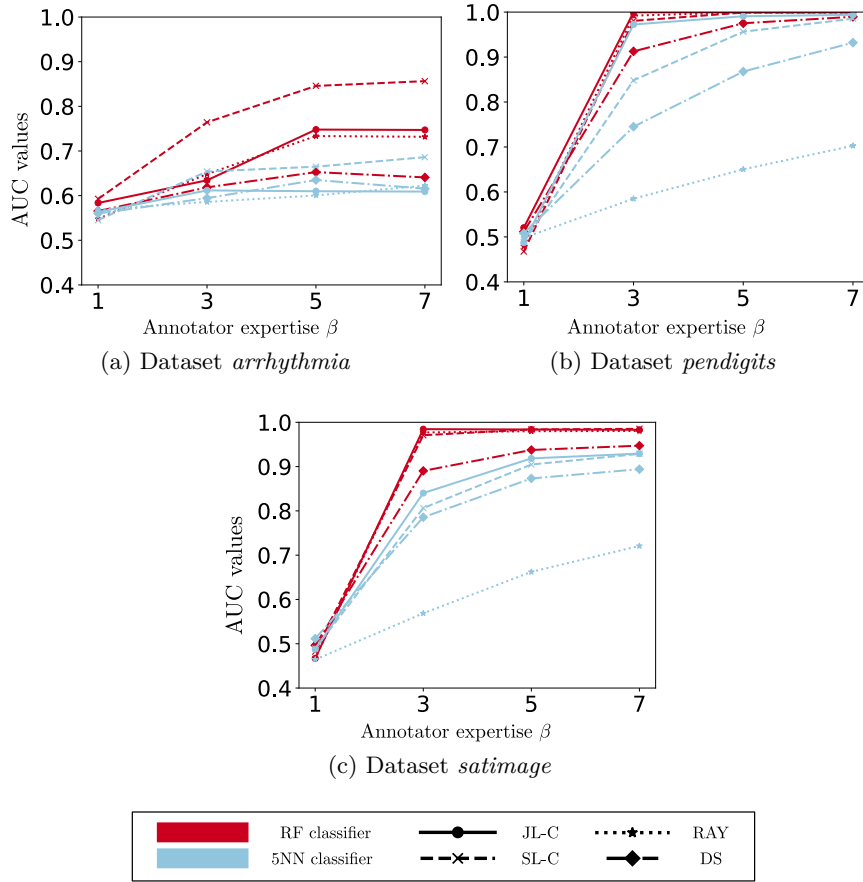 1.0
0.9
0.8
0.7
0.6
0.5
0.4
AUC values
1 3 5 7
Annotator expertise β
(a) Dataset arrhythmia
1.0
0.9
0.8
0.7
0.6
0.5
0.4
1 3 5 7
Annotator expertise β
(b) Dataset pendigits
1.0
0.9
0.8
0.7
0.6
0.5
0.4
AUC values
1 3 5 7
Annotator expertise β
(c) Dataset satimage
RF classifier JL-C RAY
5NN classifier SL-C DS